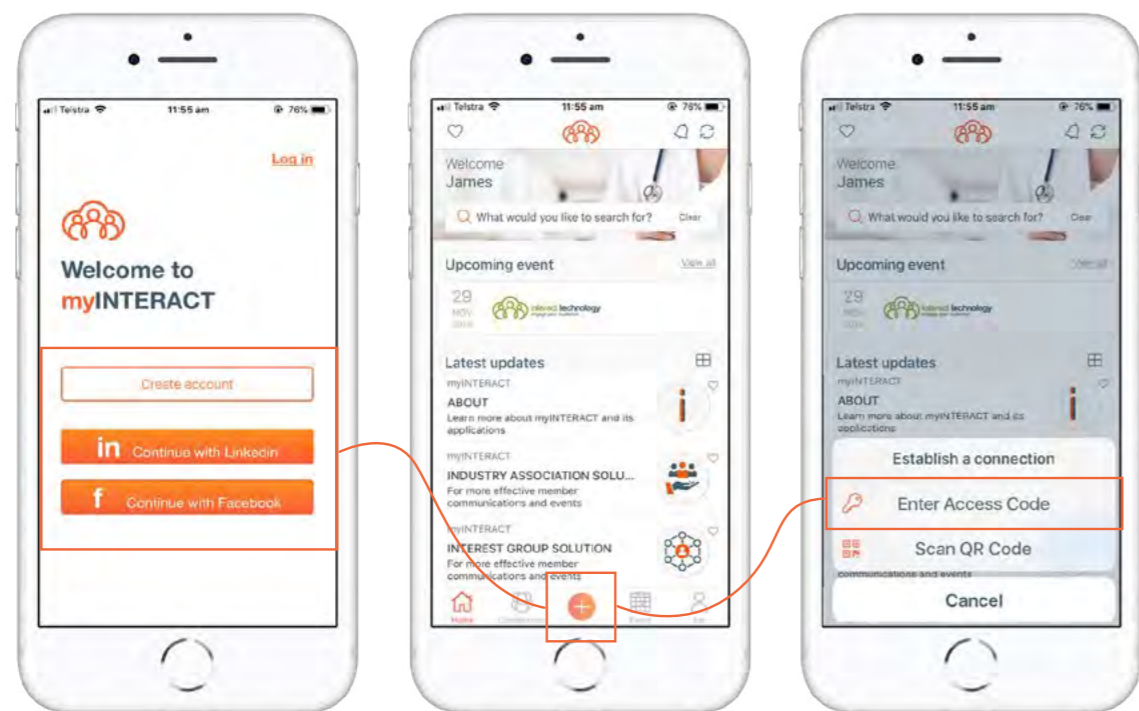 Telstra 11:55 am 76%
Log in
Welcome to
myINTERACT
Create account
in Continue with Linkedin
f Continue with Facebook
Telstra 11:55 am 76%
Welcome
James
What would you like to search for? Clear
Upcoming event View all
29
NOV
interact technology
Latest updates
myINTERACT
ABOUT
Learn more about myINTERACT and its
applications
myINTERACT
INDUSTRY ASSOCIATION SOLU...
For more effective member
communications and events
myINTERACT
INTEREST GROUP SOLUTION
For more effective member
communications and events
Home
Telstra 11:55 am 76%
Welcome
James
What would you like to search for? Clear
Upcoming event View all
29
NOV
interact technology
Latest updates
myINTERACT
ABOUT
Learn more about myINTERACT and its
applications
Establish a connection
Enter Access Code
Scan QR Code
communications and events
Cancel